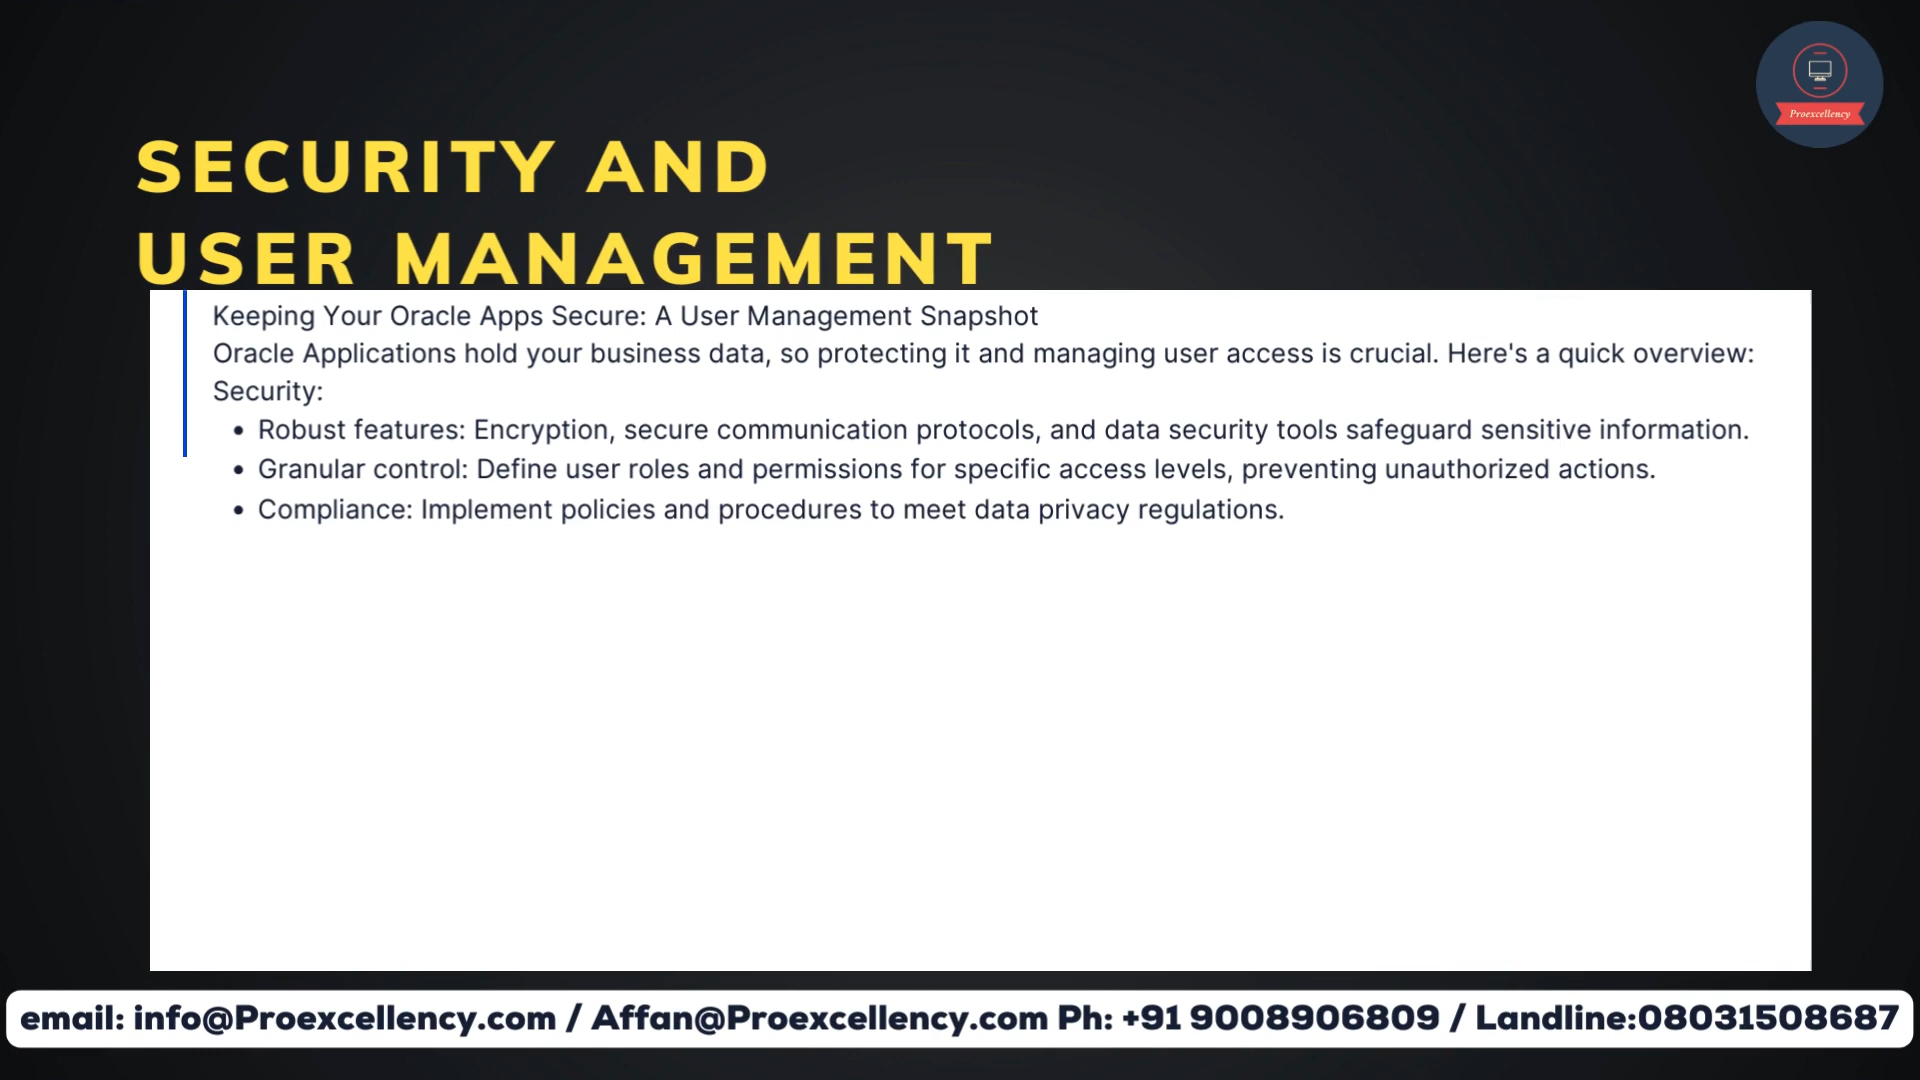 Proexcellency
SECURITY AND
USER MANAGEMENT
Keeping Your Oracle Apps Secure: A User Management Snapshot
Oracle Applications hold your business data, so protecting it and managing user access is crucial. Here's a quick overview:
Security:
• Robust features: Encryption, secure communication protocols, and data security tools safeguard sensitive information.
• Granular control: Define user roles and permissions for specific access levels, preventing unauthorized actions.
• Compliance: Implement policies and procedures to meet data privacy regulations.
email: info@Proexcellency.com / Affan@Proexcellency.com Ph: +91 9008906809 / Landline:08031508687